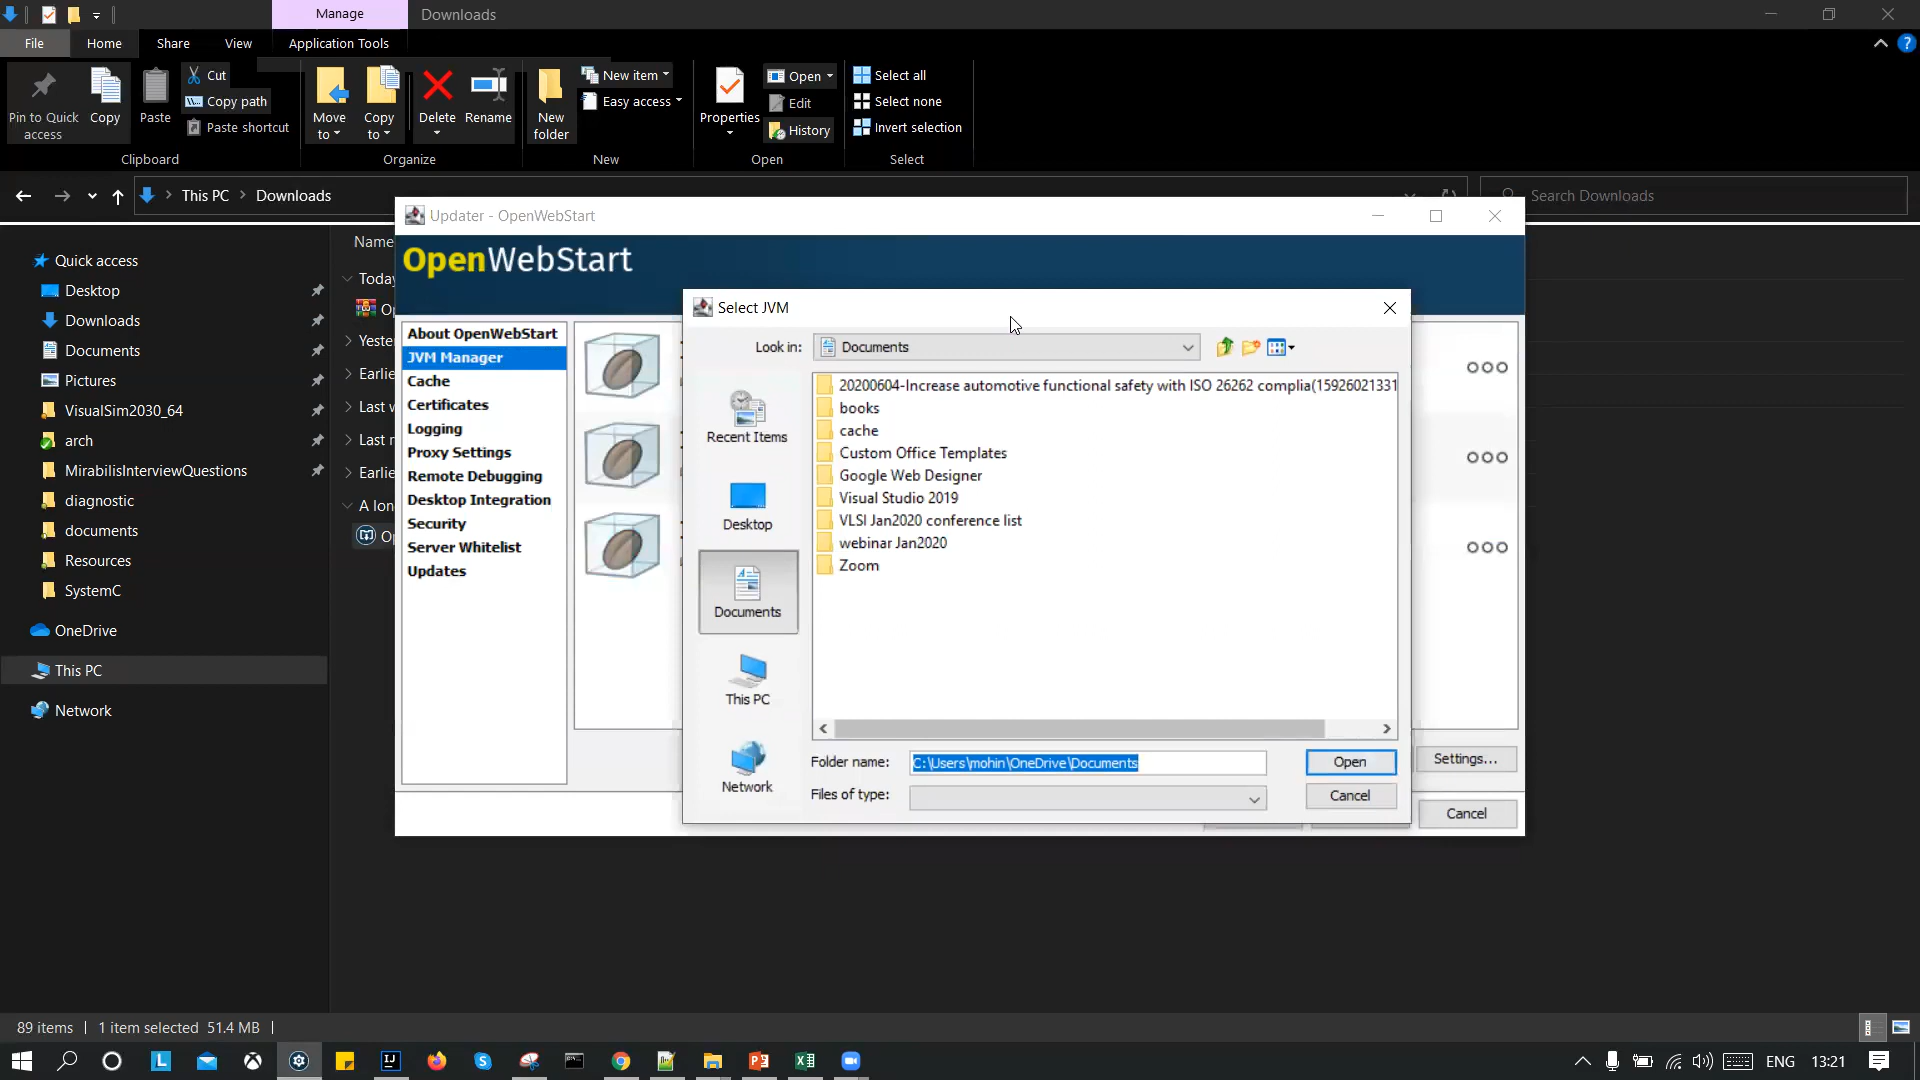 Manage
Downloads
File
Home
Share
View
Application Tools
Pin to Quick access
Copy
Paste
Cut
Copy path
Paste shortcut
Clipboard
Move to
Copy to
Delete
Rename
Organize
New folder
New item
Easy access
New
Properties
Open
Edit
History
Open
Select all
Select none
Invert selection
Select
This PC
Downloads
Search Downloads
Quick access
Desktop
Downloads
Documents
Pictures
VisualSim2030_64
arch
MirabilisInterviewQuestions
diagnostic
documents
Resources
SystemC
OneDrive
This PC
Network
Name
Today
Yeste
Earlie
Last
Last
Earlie
A lon
Updater - OpenWebStart
OpenWebStart
About OpenWebStart
JVM Manager
Cache
Certificates
Logging
Proxy Settings
Remote Debugging
Desktop Integration
Security
Server Whitelist
Updates
Settings...
Cancel
Select JVM
Look in:
Documents
Recent Items
Desktop
Documents
This PC
Network
20200604-Increase automotive functional safety with ISO 26262 complia(15926021331
books
cache
Custom Office Templates
Google Web Designer
Visual Studio 2019
VLSI Jan2020 conference list
webinar Jan2020
Zoom
Folder name:
C:\Users\mohin\OneDrive\Documents
Open
Files of type:
Cancel
89 items
1 item selected 51.4 MB
ENG
13:21